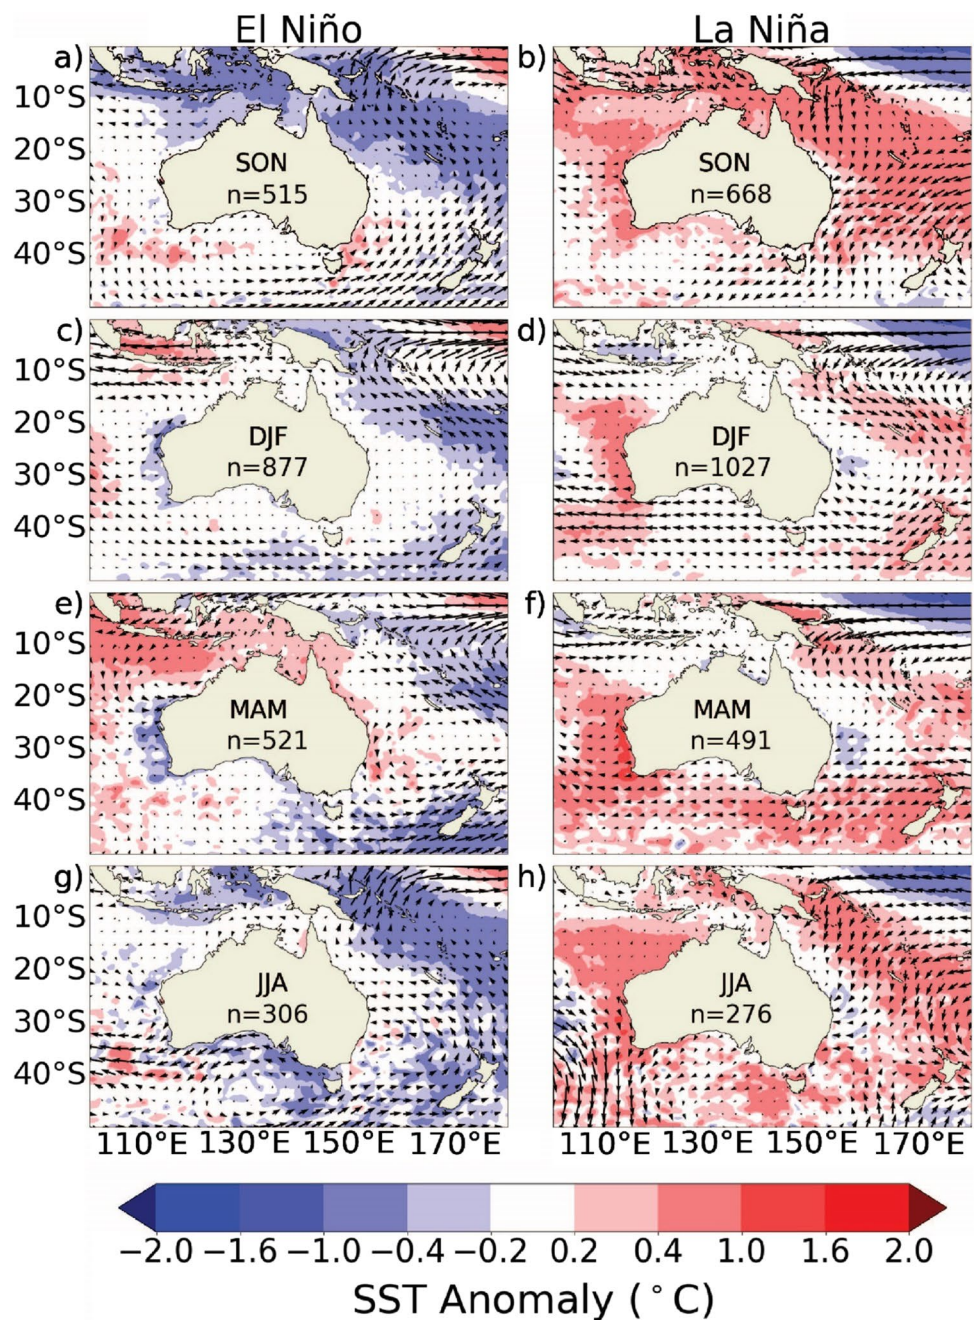 El Niño La Niña
a) b)
10°S
20°S
30°S
40°S
SON
n=515
SON
n=668
c) d)
10°S
20°S
30°S
40°S
DJF
n=877
DJF
n=1027
e) f)
10°S
20°S
30°S
40°S
MAM
n=521
MAM
n=491
g) h)
10°S
20°S
30°S
40°S
JJA
n=306
JJA
n=276
110°E 130°E 150°E 170°E 110°E 130°E 150°E 170°E
−2.0 −1.6 −1.0 −0.4 −0.2 0.2 0.4 1.0 1.6 2.0
SST Anomaly (°C)